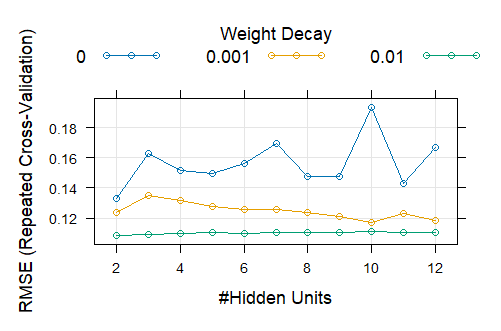 Weight Decay
0 0.001 0.01
RMSE (Repeated Cross-Validation)
0.18
0.16
0.14
0.12
2 4 6 8 10 12
#Hidden Units